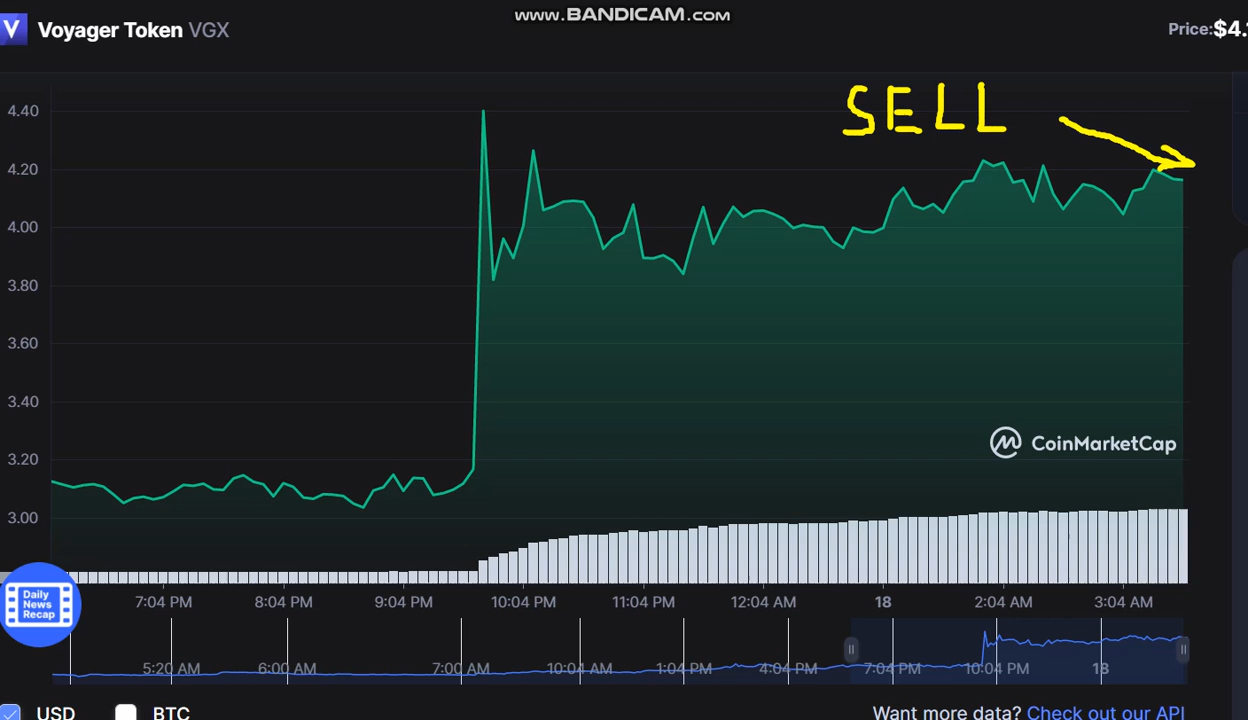 www.BANDICAM.com
Voyager Token VGX
Price:$4.
SELL
4.40
4.20
4.00
3.80
3.60
3.40
3.20
3.00
CoinMarketCap
Daily
News
Recap
7:04 PM 8:04 PM 9:04 PM 10:04 PM 11:04 PM 12:04 AM 18 2:04 AM 3:04 AM
5:20 AM 6:00 AM 7:00 AM 10:04 AM 1:04 PM 4:04 PM 7:04 PM 10:04 PM 18
USD BTC
Want more data? Check out our API